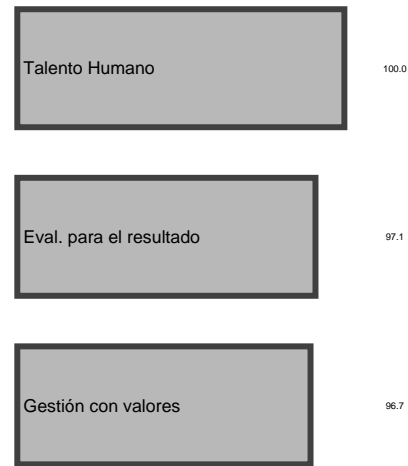 Talento Humano 100.0
Eval. para el resultado 97.1
Gestión con valores 96.7